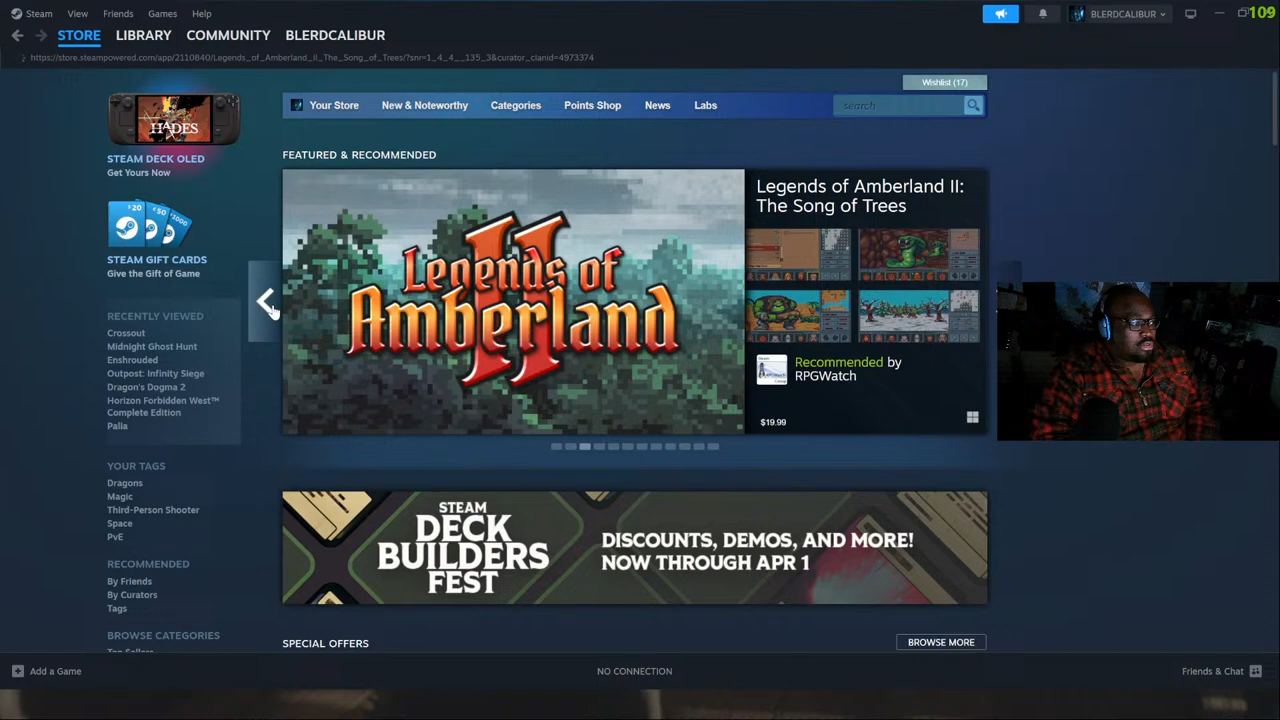 Steam View Friends Games Help
BLERDCALIBUR
109
STORE LIBRARY COMMUNITY BLERDCALIBUR
https://store.steampowered.com/app/2110840/Legends_of_Amberland_II_The_Song_of_Trees/?snr=1_4_4__135_3&curator_clanid=4973374
Wishlist (17)
Your Store New & Noteworthy Categories Points Shop News Labs
search
HADES
STEAM DECK OLED
Get Yours Now
$20 $50 $1000
STEAM GIFT CARDS
Give the Gift of Game
RECENTLY VIEWED
Crossout
Midnight Ghost Hunt
Enshrouded
Outpost: Infinity Siege
Dragon's Dogma 2
Horizon Forbidden West™
Complete Edition
Palia
YOUR TAGS
Dragons
Magic
Third-Person Shooter
Space
PvE
RECOMMENDED
By Friends
By Curators
Tags
BROWSE CATEGORIES
FEATURED & RECOMMENDED
Legends of
Amberland
II
Legends of Amberland II:
The Song of Trees
Recommended by
RPGWatch
$19.99
STEAM
DECK
BUILDERS
FEST
DISCOUNTS, DEMOS, AND MORE!
NOW THROUGH APR 1
SPECIAL OFFERS
BROWSE MORE
Add a Game
NO CONNECTION
Friends & Chat